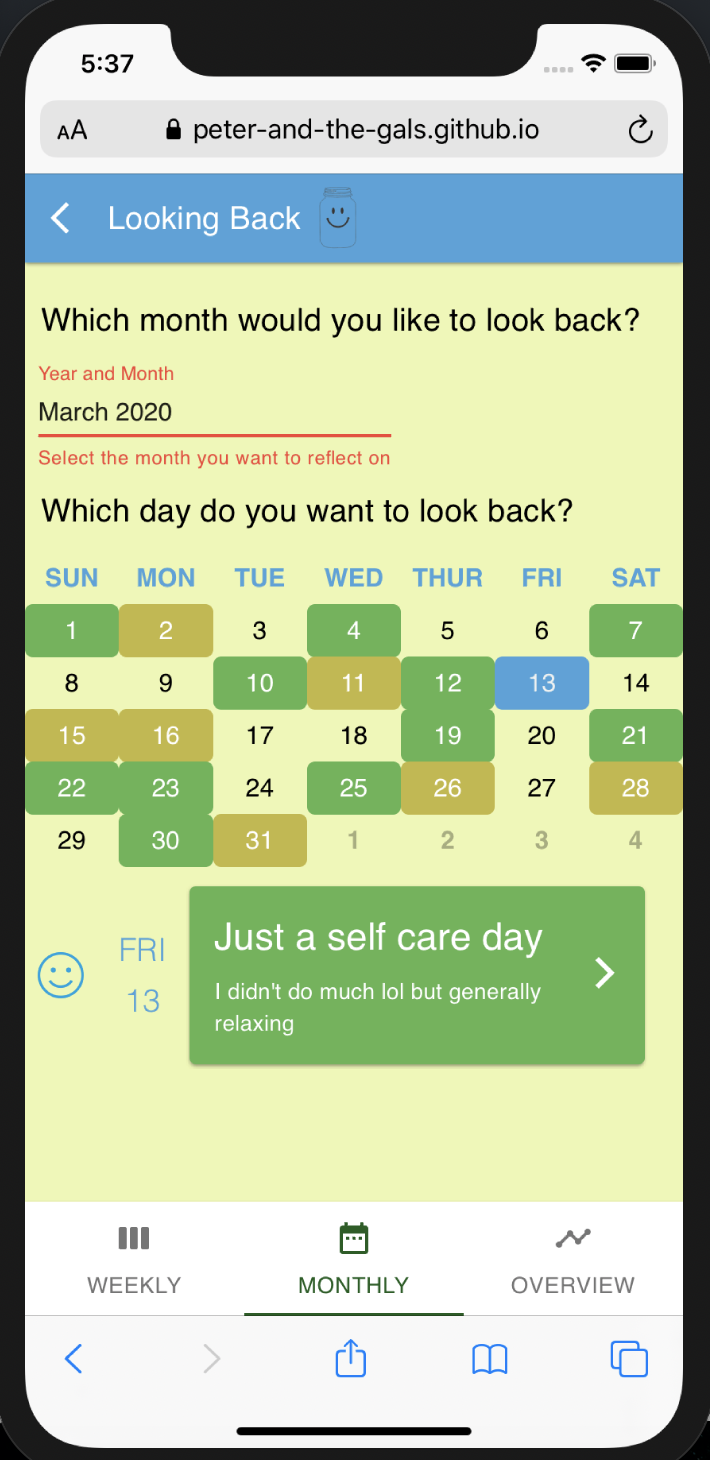 5:37
AA peter-and-the-gals.github.io
Looking Back
Which month would you like to look back?
Year and Month
March 2020
Select the month you want to reflect on
Which day do you want to look back?
SUN MON TUE WED THUR FRI SAT
1 2 3 4 5 6 7
8 9 10 11 12 13 14
15 16 17 18 19 20 21
22 23 24 25 26 27 28
29 30 31 1 2 3 4
FRI
13
Just a self care day
I didn't do much lol but generally
relaxing
WEEKLY MONTHLY OVERVIEW